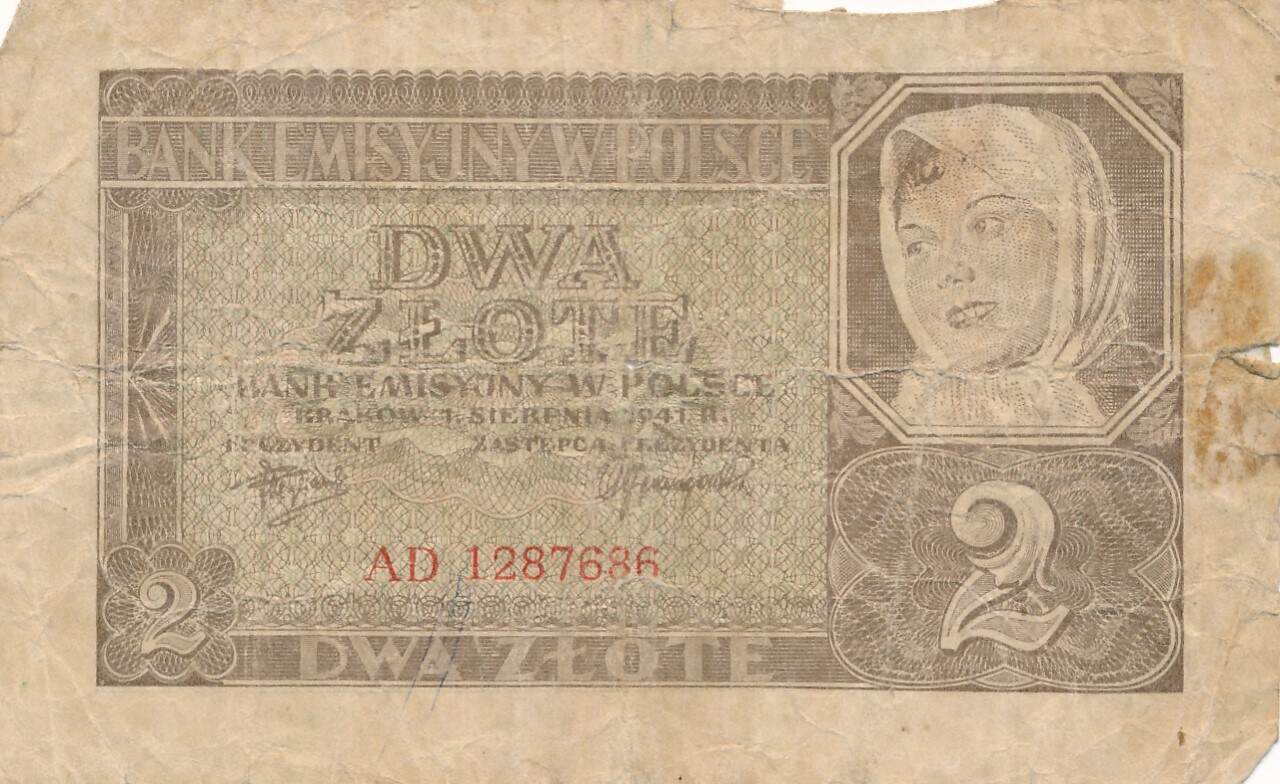 BANK EMISYJNY W POLSCE
DWA
ZŁOTE
BANK EMISYJNY W POLSCE
KRAKÓW 1. SIERPNIA 1941 R.
PREZYDENT ZASTĘPCA PREZYDENTA
AD 1287686
2
2
DWA ZŁOTE